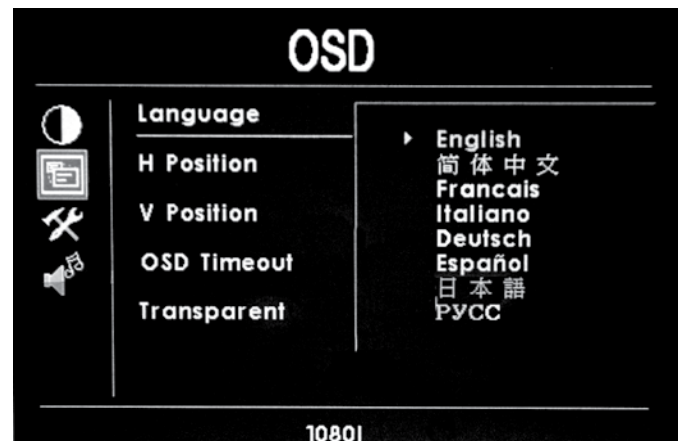 OSD
Language
H Position
V Position
OSD Timeout
Transparent
English
简体中文
Francais
Italiano
Deutsch
Español
日本語
РУСС
1080I